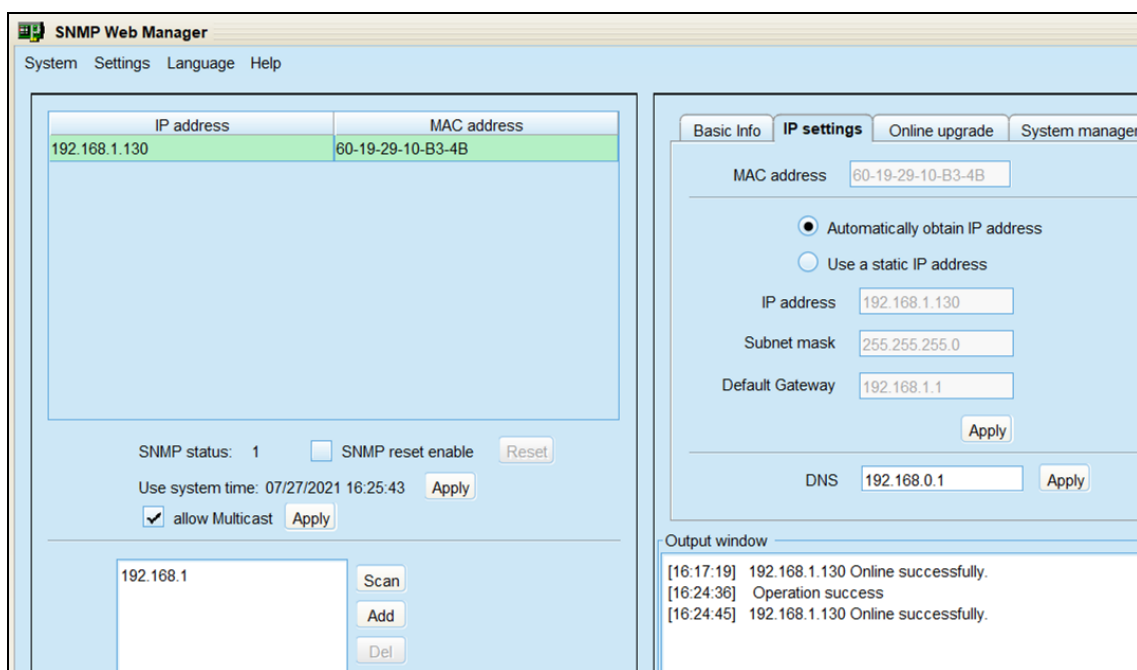 SNMP Web Manager
System Settings Language Help
IP address MAC address
192.168.1.130 60-19-29-10-B3-4B
SNMP status: 1 SNMP reset enable Reset
Use system time: 07/27/2021 16:25:43 Apply
allow Multicast Apply
192.168.1
Scan
Add
Del
Basic Info IP settings Online upgrade System manager
MAC address 60-19-29-10-B3-4B
Automatically obtain IP address
Use a static IP address
IP address 192.168.1.130
Subnet mask 255.255.255.0
Default Gateway 192.168.1.1
Apply
DNS 192.168.0.1 Apply
Output window
[16:17:19] 192.168.1.130 Online successfully.
[16:24:36] Operation success
[16:24:45] 192.168.1.130 Online successfully.